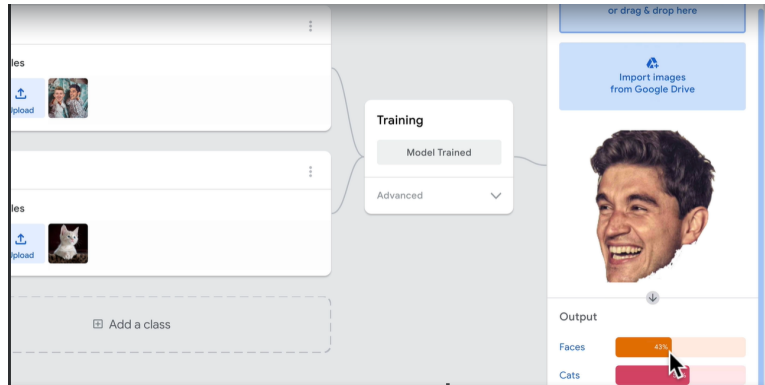 or drag & drop here
les
pload
Import images
from Google Drive
Training
Model Trained
Advanced
les
pload
Add a class
Output
Faces
43%
Cats